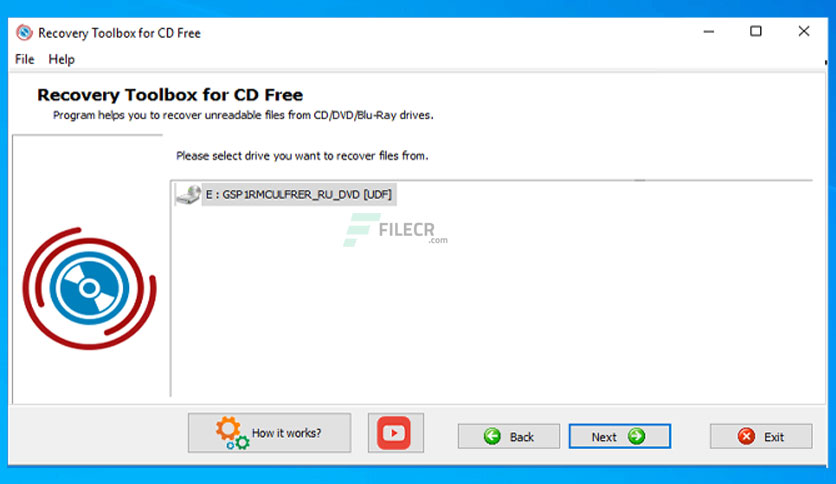 Recovery Toolbox for CD Free
File Help
Recovery Toolbox for CD Free
Program helps you to recover unreadable files from CD/DVD/Blu-Ray drives.
Please select drive you want to recover files from.
E : GSP1RMCULFRER_RU_DVD [UDF]
FILECR
.com
How it works?
Back
Next
Exit